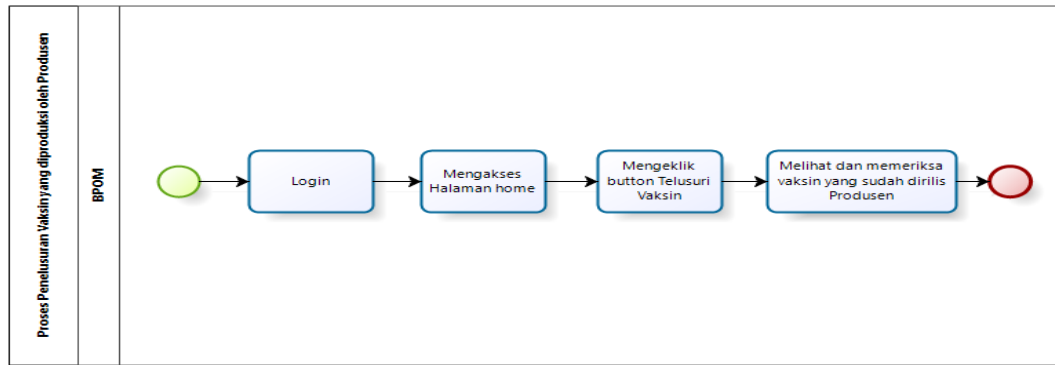 Proses Penelusuran Vaksin yang diproduksi oleh Produsen
BPOM
Login
Mengakses
Halaman home
Mengeklik
button Telusuri
Vaksin
Melihat dan memeriksa
vaksin yang sudah dirilis
Produsen